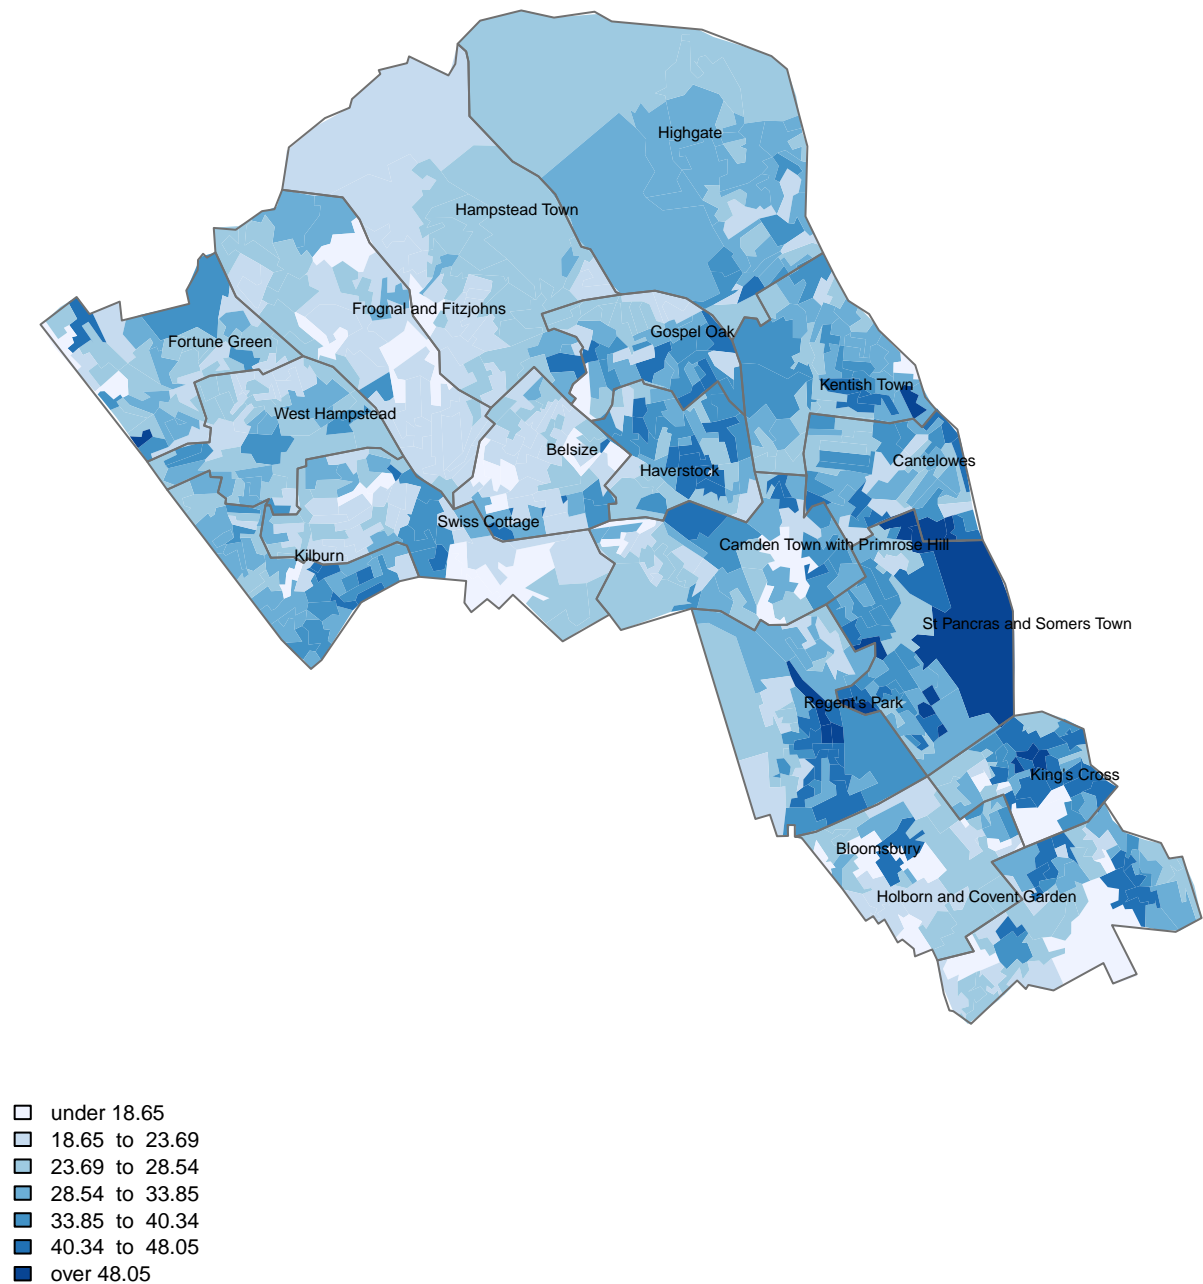 Highgate
Hampstead Town
Frognal and Fitzjohns
Gospel Oak
Fortune Green
Kentish Town
West Hampstead
Belsize
Cantelowes
Haverstock
Swiss Cottage
Camden Town with Primrose Hill
Kilburn
St Pancras and Somers Town
Regent's Park
King's Cross
Bloomsbury
Holborn and Covent Garden
under 18.65
18.65 to 23.69
23.69 to 28.54
28.54 to 33.85
33.85 to 40.34
40.34 to 48.05
over 48.05